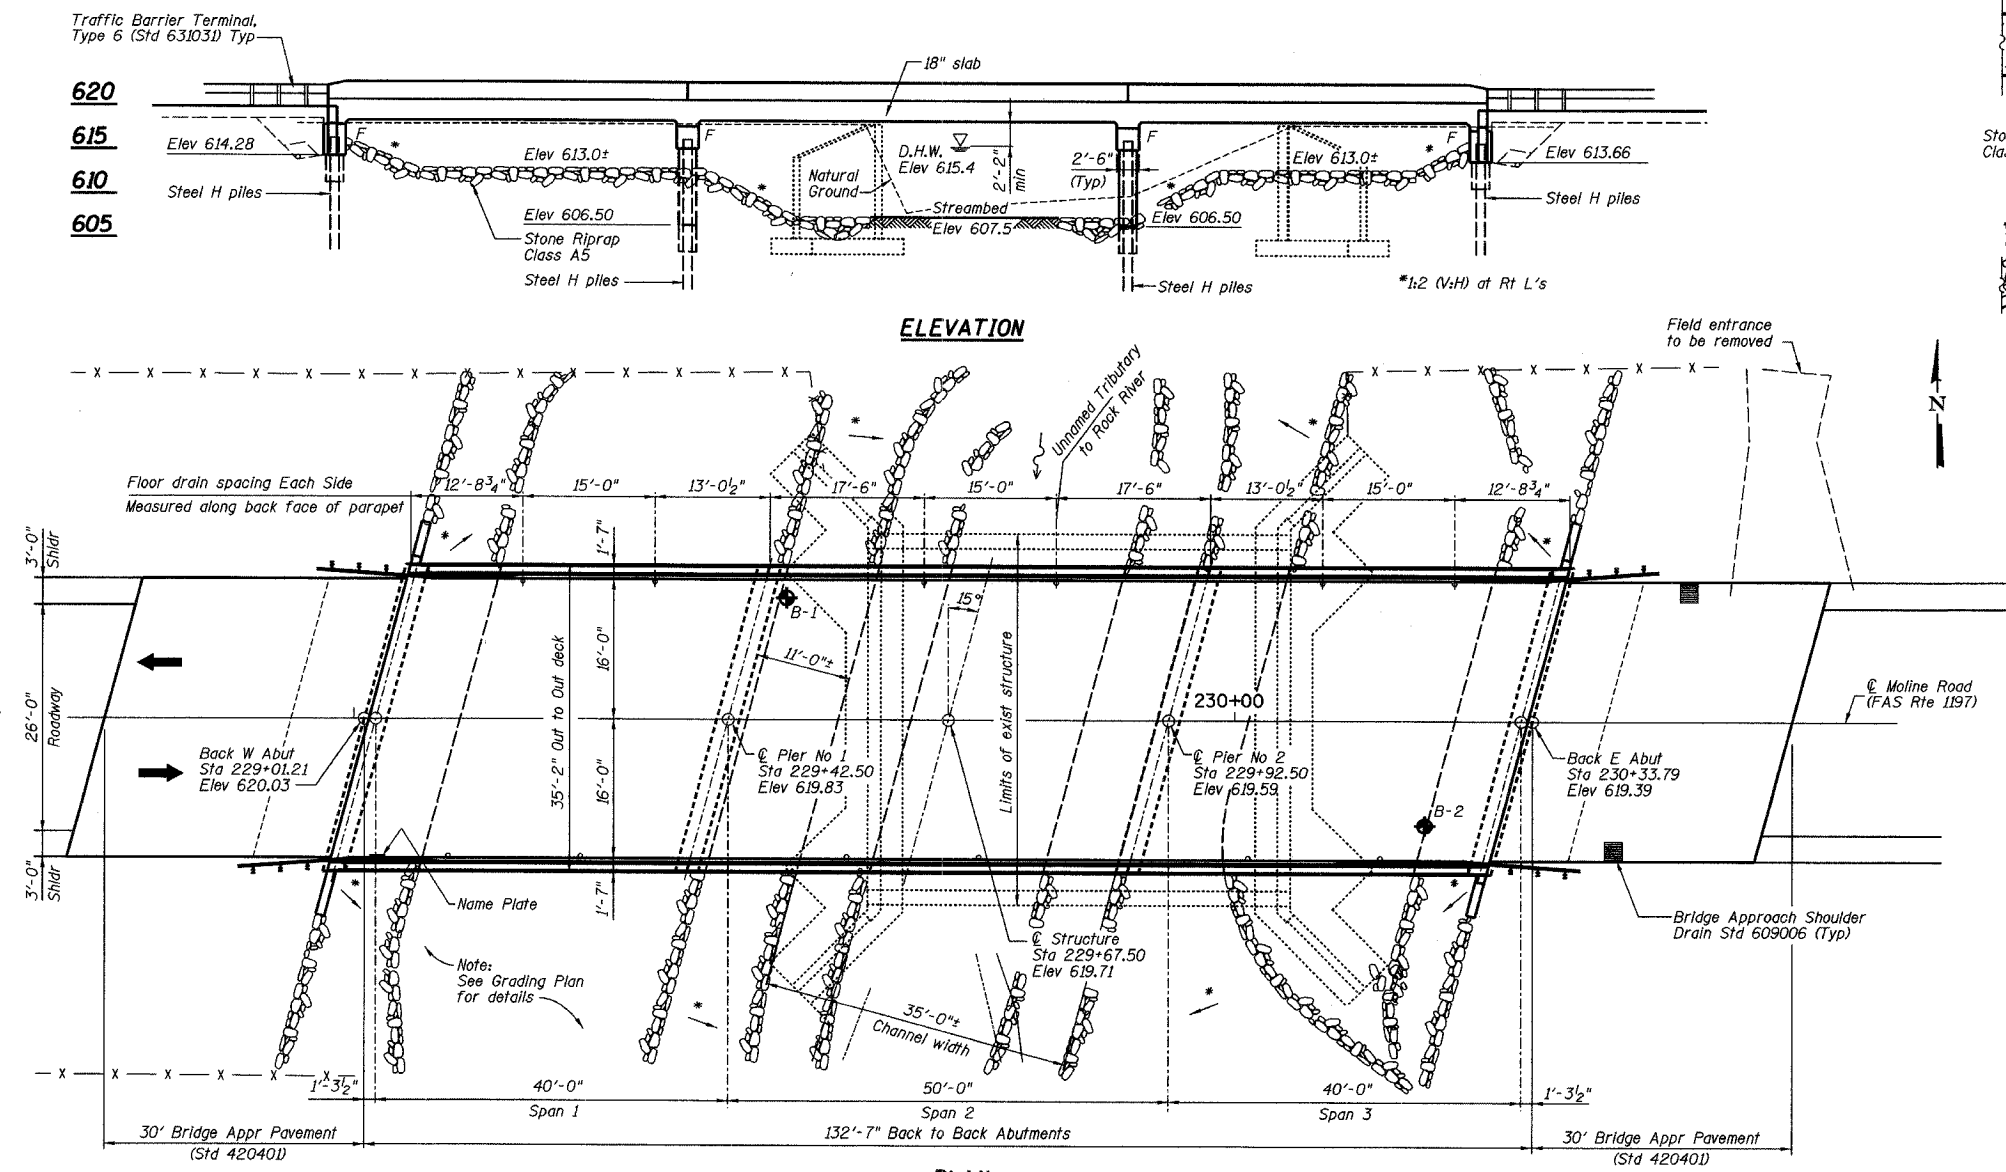 Traffic Barrier Terminal,
Type 6 (Std 631031) Typ
18" slab
620
615
610
605
Elev 614.28
F
*
Elev 613.0±
F
*
Natural
Ground
D.H.W.
Elev 615.4
2'-2"
min
2'-6"
(Typ)
F
*
Elev 613.0±
*
F
Elev 613.66
Steel H piles
Elev 606.50
Streambed
Elev 607.5
Elev 606.50
Steel H piles
Stone Riprap
Class A5
Steel H piles
Steel H piles
*1:2 (V:H) at Rt L's
ELEVATION
Field entrance
to be removed
N
Unnamed Tributary
to Rock River
Floor drain spacing Each Side
Measured along back face of parapet
12'-8¾"
15'-0"
13'-0½"
17'-6"
15'-0"
17'-6"
13'-0½"
15'-0"
12'-8¾"
3'-0"
Shldr
1'-7"
B-1
15°
11'-0"±
16'-0"
35'-2" Out to Out deck
Limits of exist structure
26'-0"
Roadway
230+00
℄ Moline Road
(FAS Rte 1197)
Back W Abut
Sta 229+01.21
Elev 620.03
16'-0"
℄ Pier No 1
Sta 229+42.50
Elev 619.83
℄ Pier No 2
Sta 229+92.50
Elev 619.59
Back E Abut
Sta 230+33.79
Elev 619.39
B-2
3'-0"
Shldr
1'-7"
Name Plate
℄ Structure
Sta 229+67.50
Elev 619.71
Bridge Approach Shoulder
Drain Std 609006 (Typ)
Note:
See Grading Plan
for details
35'-0"±
Channel width
1'-3½"
40'-0"
Span 1
50'-0"
Span 2
40'-0"
Span 3
1'-3½"
30' Bridge Appr Pavement
(Std 420401)
132'-7" Back to Back Abutments
30' Bridge Appr Pavement
(Std 420401)